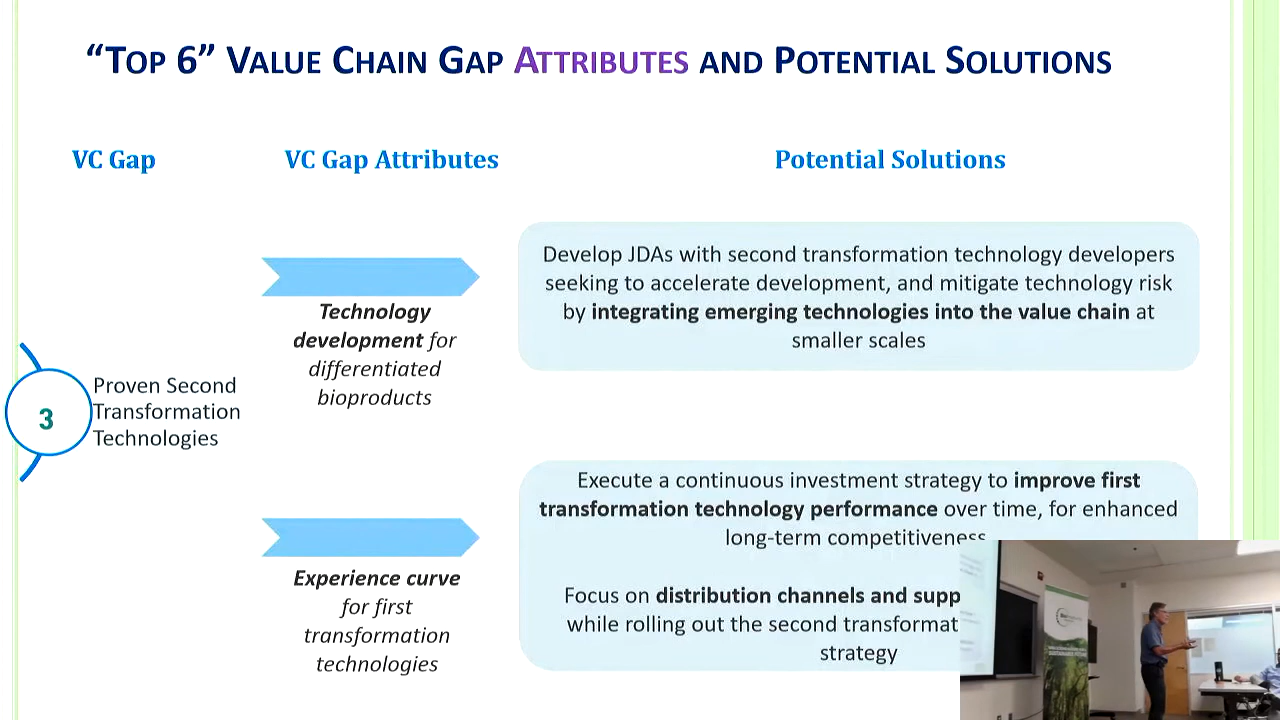 “TOP 6” VALUE CHAIN GAP ATTRIBUTES AND POTENTIAL SOLUTIONS
VC Gap
VC Gap Attributes
Potential Solutions
3
Proven Second
Transformation
Technologies
Technology
development for
differentiated
bioproducts
Develop JDAs with second transformation technology developers
seeking to accelerate development, and mitigate technology risk
by integrating emerging technologies into the value chain at
smaller scales
Experience curve
for first
transformation
technologies
Execute a continuous investment strategy to improve first
transformation technology performance over time, for enhanced
long-term competitiveness
Focus on distribution channels and supp
while rolling out the second transformat
strategy